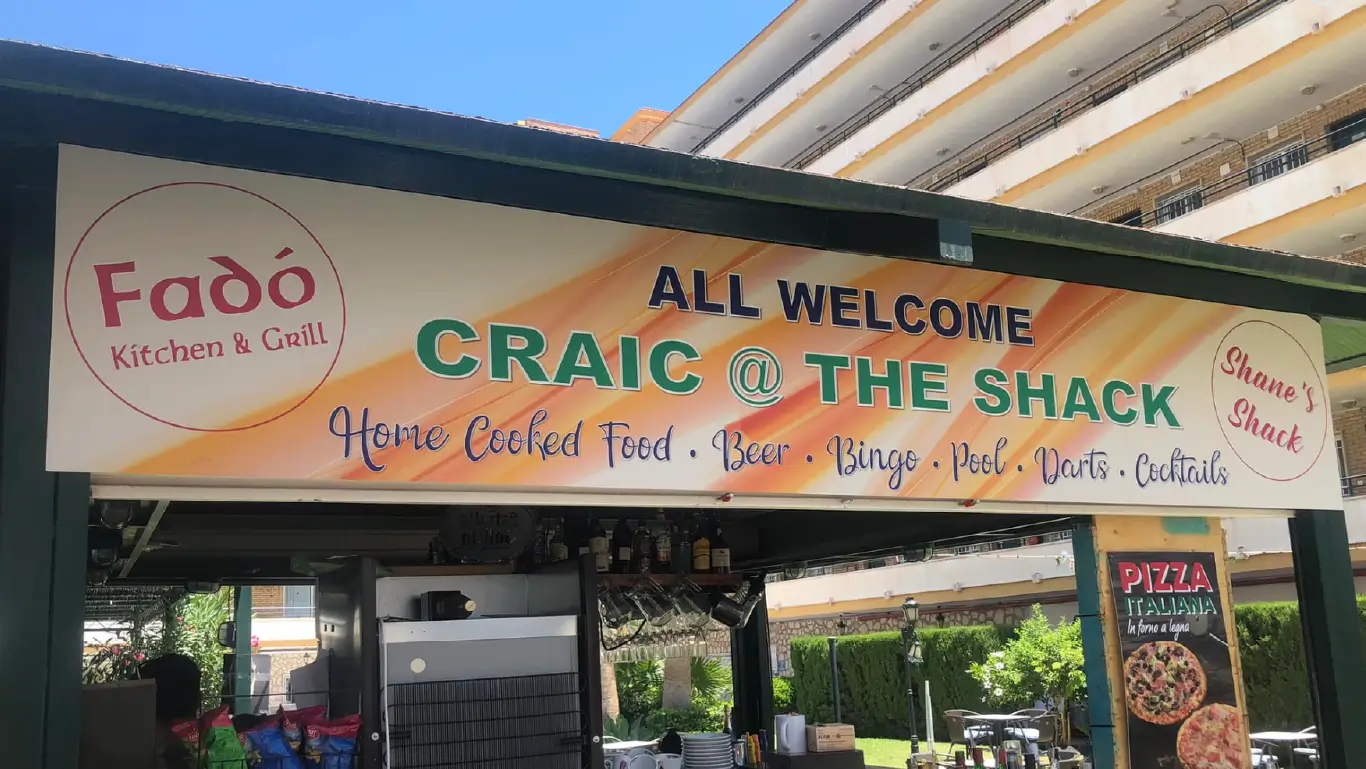 Fadó
Kitchen & Grill
ALL WELCOME
CRAIC @ THE SHACK
Home Cooked Food . Beer . Bingo . Pool . Darts . Cocktails
Shane's
Shack
PIZZA
ITALIANA
In forno a legna